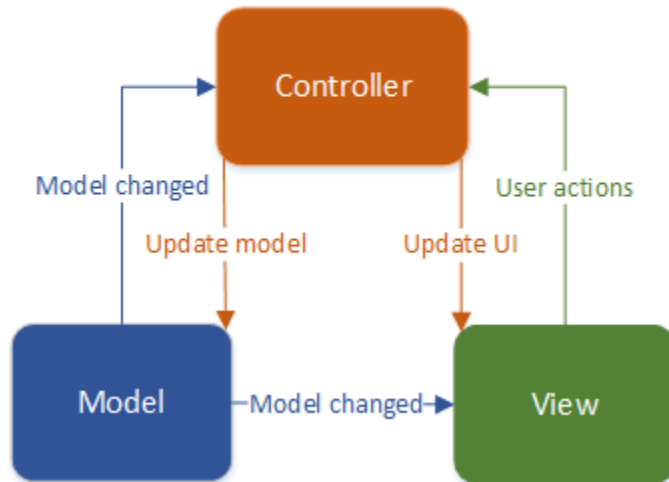 Controller
Model changed
User actions
Update model
Update UI
Model
Model changed
View